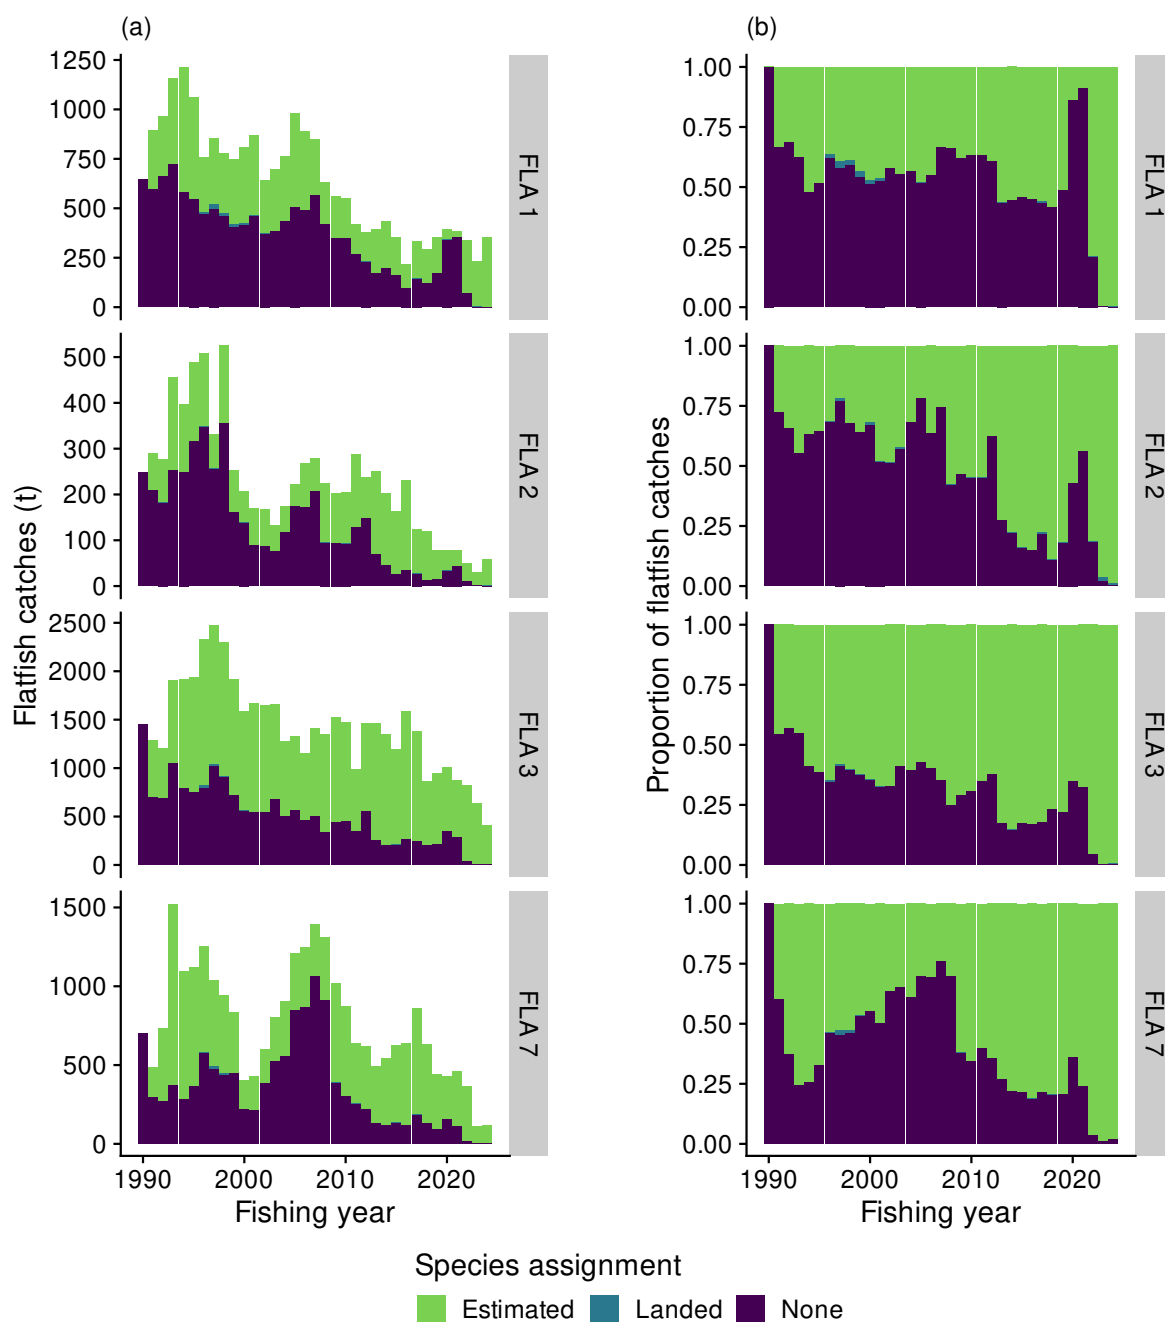 (a)
(b)
Flatfish catches (t)
1250
1000
750
500
250
0
FLA 1
500
400
300
200
100
0
FLA 2
2500
2000
1500
1000
500
0
FLA 3
1500
1000
500
0
FLA 7
1990 2000 2010 2020
Fishing year
Proportion of flatfish catches
1.00
0.75
0.50
0.25
0.00
FLA 1
1.00
0.75
0.50
0.25
0.00
FLA 2
1.00
0.75
0.50
0.25
0.00
FLA 3
1.00
0.75
0.50
0.25
0.00
FLA 7
1990 2000 2010 2020
Fishing year
Species assignment
Estimated Landed None